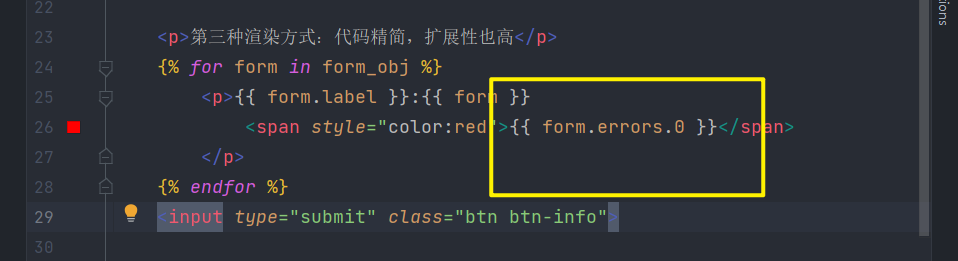 22
23 <p>第三种渲染方式：代码精简，扩展性也高</p>
24 {% for form in form_obj %}
25 <p>{{ form.label }}:{{ form }}
26 <span style="color:red">{{ form.errors.0 }}</span>
27 </p>
28 {% endfor %}
29 <input type="submit" class="btn btn-info">
30
ions